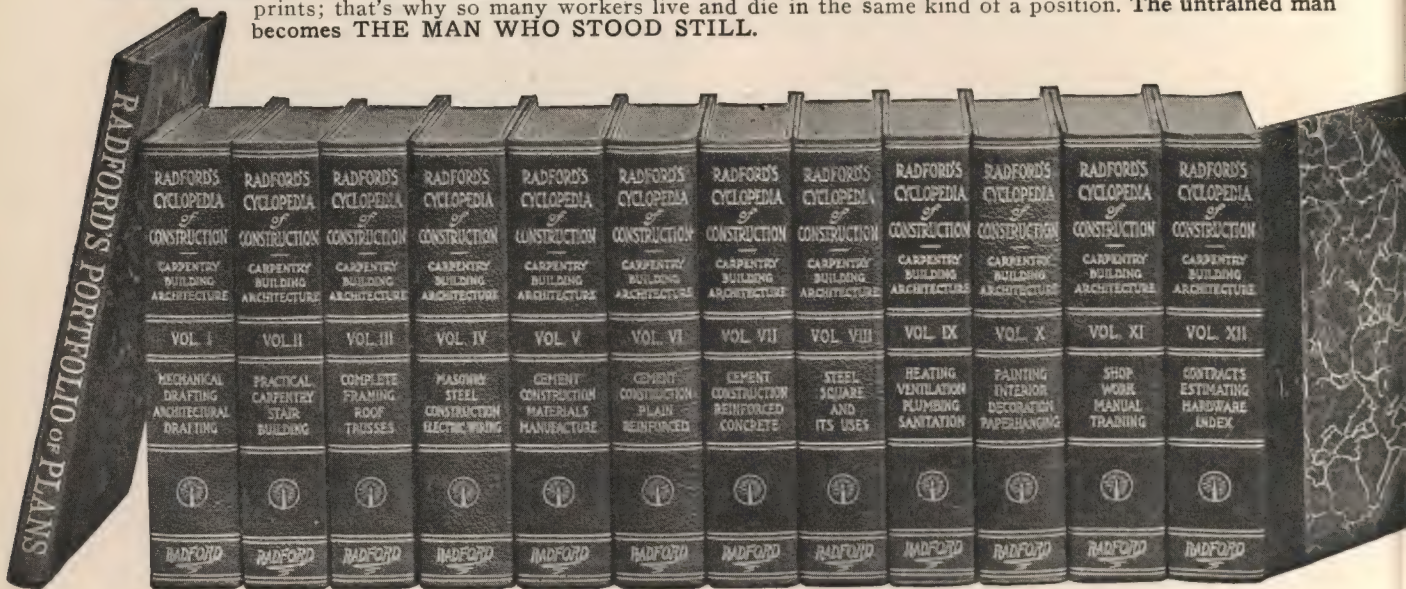 prints; that's why so many workers live and die in the same kind of a position. The untrained man
becomes THE MAN WHO STOOD STILL.
RADFORD'S PORTFOLIO OF PLANS
RADFORD'S
CYCLOPEDIA
of
CONSTRUCTION
CARPENTRY
BUILDING
ARCHITECTURE
VOL. I
MECHANICAL
DRAFTING
ARCHITECTURAL
DRAFTING
RADFORD
RADFORD'S
CYCLOPEDIA
of
CONSTRUCTION
CARPENTRY
BUILDING
ARCHITECTURE
VOL. II
PRACTICAL
CARPENTRY
STAIR
BUILDING
RADFORD
RADFORD'S
CYCLOPEDIA
of
CONSTRUCTION
CARPENTRY
BUILDING
ARCHITECTURE
VOL. III
COMPLETE
FRAMING
ROOF
TRUSSES
RADFORD
RADFORD'S
CYCLOPEDIA
of
CONSTRUCTION
CARPENTRY
BUILDING
ARCHITECTURE
VOL. IV
MASONRY
STEEL
CONSTRUCTION
ELECTRIC WIRING
RADFORD
RADFORD'S
CYCLOPEDIA
of
CONSTRUCTION
CARPENTRY
BUILDING
ARCHITECTURE
VOL. V
CEMENT
CONSTRUCTION
MATERIALS
MANUFACTURE
RADFORD
RADFORD'S
CYCLOPEDIA
of
CONSTRUCTION
CARPENTRY
BUILDING
ARCHITECTURE
VOL. VI
CEMENT
CONSTRUCTION
PLAIN
REINFORCED
RADFORD
RADFORD'S
CYCLOPEDIA
of
CONSTRUCTION
CARPENTRY
BUILDING
ARCHITECTURE
VOL. VII
CEMENT
CONSTRUCTION
REINFORCED
CONCRETE
RADFORD
RADFORD'S
CYCLOPEDIA
of
CONSTRUCTION
CARPENTRY
BUILDING
ARCHITECTURE
VOL. VIII
STEEL
SQUARE
AND
ITS USES
RADFORD
RADFORD'S
CYCLOPEDIA
of
CONSTRUCTION
CARPENTRY
BUILDING
ARCHITECTURE
VOL. IX
HEATING
VENTILATION
PLUMBING
SANITATION
RADFORD
RADFORD'S
CYCLOPEDIA
of
CONSTRUCTION
CARPENTRY
BUILDING
ARCHITECTURE
VOL. X
PAINTING
INTERIOR
DECORATION
PAPERHANGING
RADFORD
RADFORD'S
CYCLOPEDIA
of
CONSTRUCTION
CARPENTRY
BUILDING
ARCHITECTURE
VOL. XI
SHOP
WORK
MANUAL
TRAINING
RADFORD
RADFORD'S
CYCLOPEDIA
of
CONSTRUCTION
CARPENTRY
BUILDING
ARCHITECTURE
VOL. XII
CONTRACTS
ESTIMATING
HARDWARE
INDEX
RADFORD